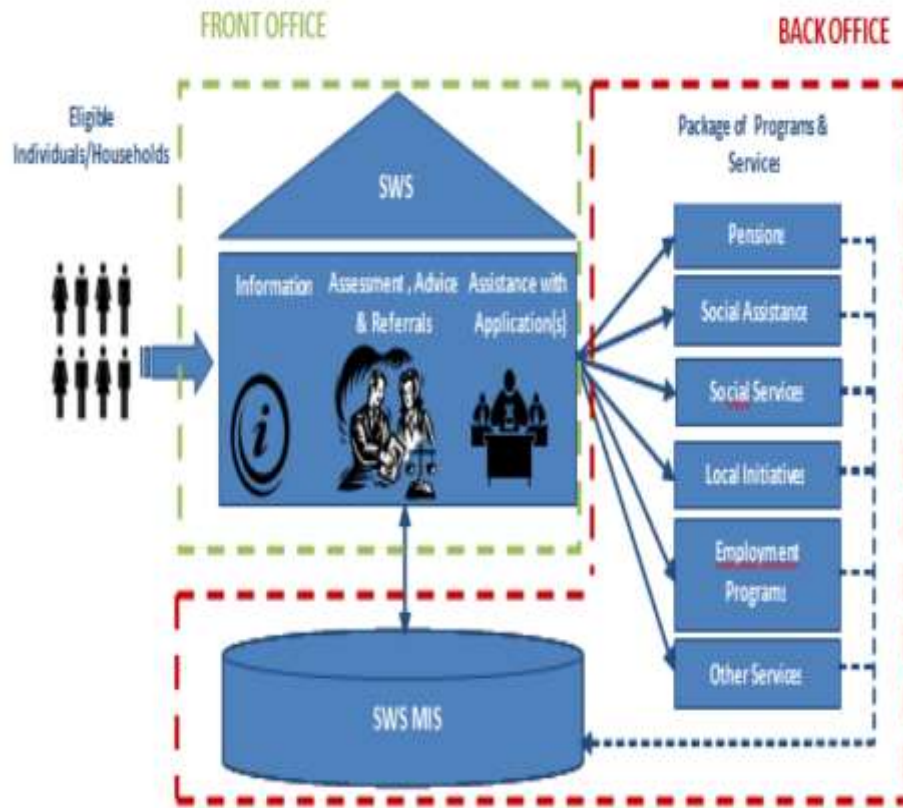 FRONT OFFICE
BACK OFFICE
Eligible
Individuals/Households
Package of Programs &
Services
SWS
Information
Assessment , Advice
& Referrals
Assistance with
Application(s)
Pensions
Social Assistance
Social Services
Local Initiatives
Employment
Programs
Other Services
SWS MIS